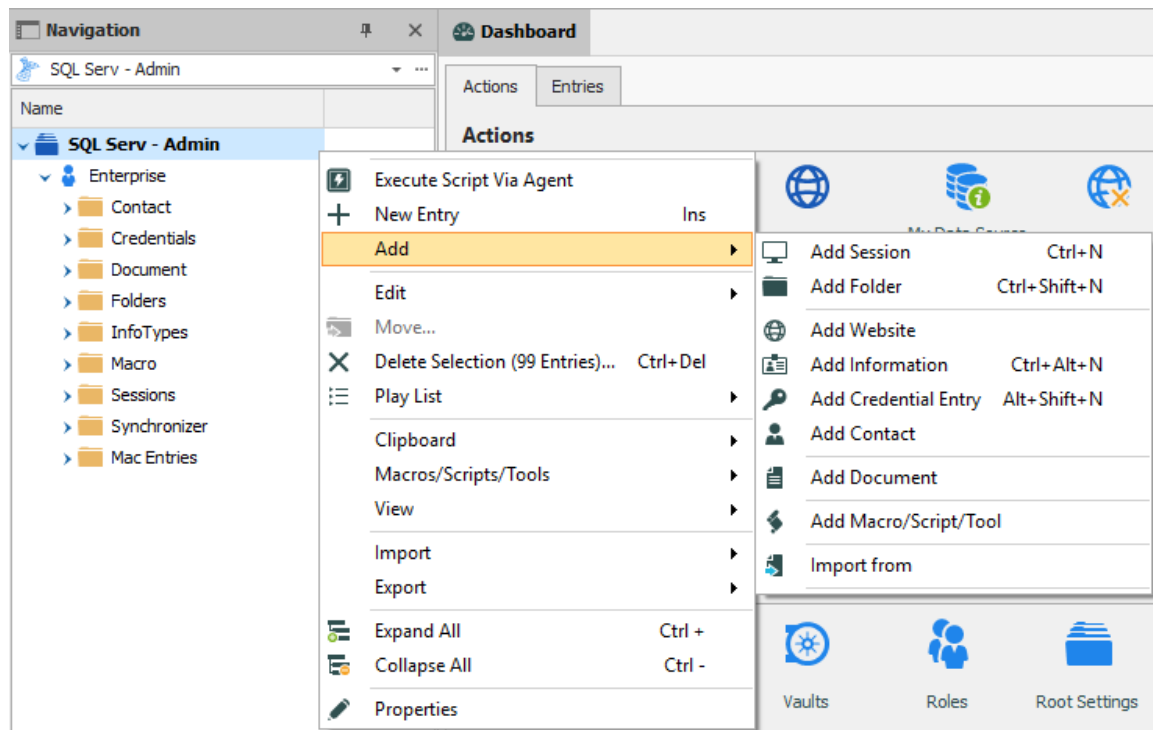 Navigation
Dashboard
SQL Serv - Admin
Actions Entries
Name
Actions
SQL Serv - Admin
Enterprise
Contact
Credentials
Document
Folders
InfoTypes
Macro
Sessions
Synchronizer
Mac Entries
Execute Script Via Agent
New Entry Ins
Add
Edit
Move...
Delete Selection (99 Entries)... Ctrl+Del
Play List
Clipboard
Macros/Scripts/Tools
View
Import
Export
Expand All Ctrl +
Collapse All Ctrl -
Properties
My Data Source
Add Session Ctrl+N
Add Folder Ctrl+Shift+N
Add Website
Add Information Ctrl+Alt+N
Add Credential Entry Alt+Shift+N
Add Contact
Add Document
Add Macro/Script/Tool
Import from
Vaults Roles Root Settings